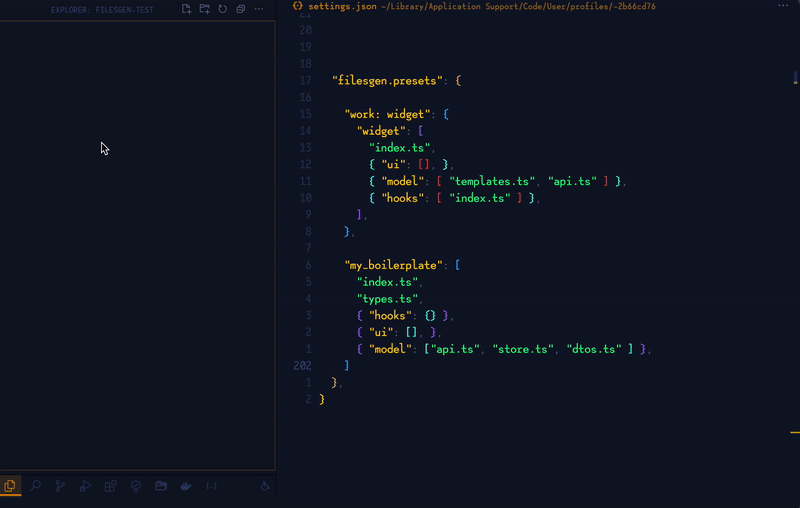 EXPLORER: FILESGEN-TEST
{} settings.json ~/Library/Application Support/Code/User/profiles/-2b66cd76
21
20
19
18
17 "filesgen.presets": {
16
15 "work: widget": {
14 "widget": [
13 "index.ts",
12 { "ui": [], },
11 { "model": [ "templates.ts", "api.ts" ] },
10 { "hooks": [ "index.ts" ] },
9 ],
8 },
7
6 "my_boilerplate": [
5 "index.ts",
4 "types.ts",
3 { "hooks": {} },
2 { "ui": [], },
1 { "model": ["api.ts", "store.ts", "dtos.ts" ] },
202 ]
1 },
2 }